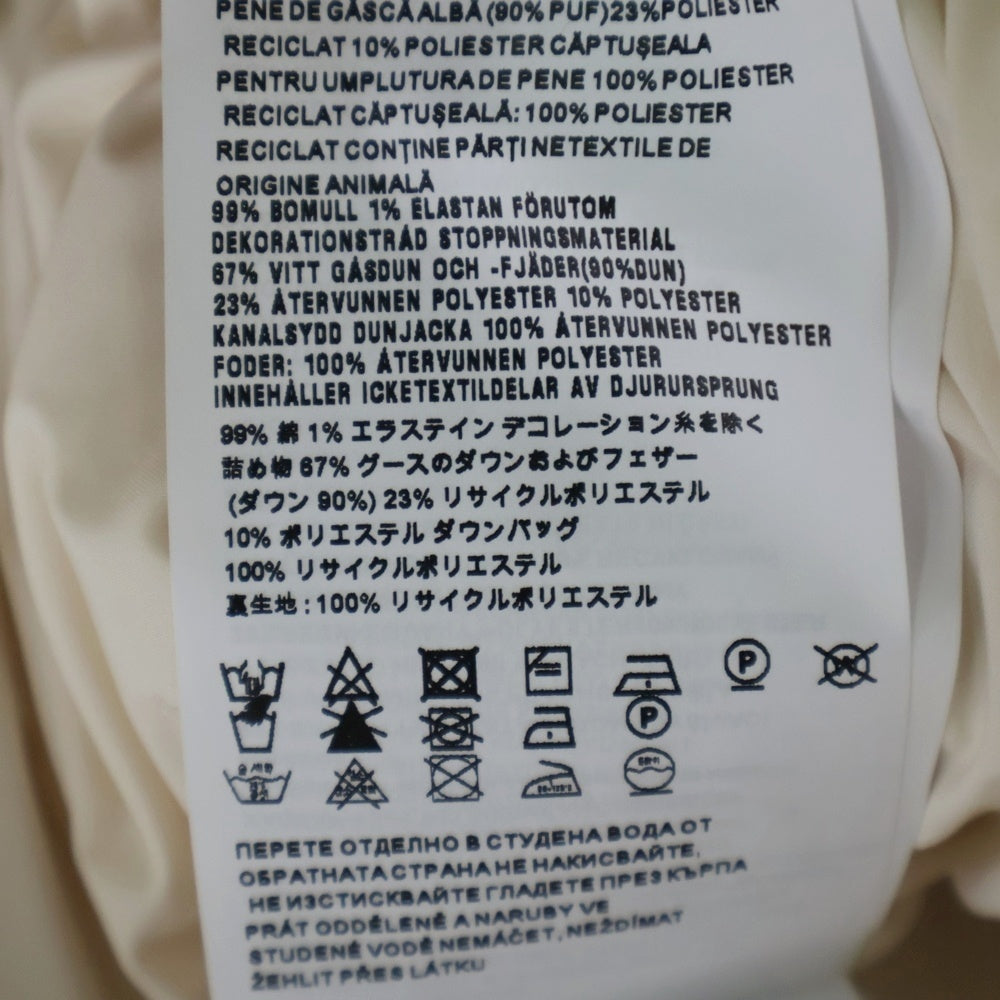 PENE DE GÂSCĂ ALBĂ (90% PUF) 23% POLIESTER
RECICLAT 10% POLIESTER CĂPTUȘEALA
PENTRU UMPLUTURA DE PENE 100% POLIESTER
RECICLAT CĂPTUȘEALĂ: 100% POLIESTER
RECICLAT CONȚINE PĂRȚI NETEXTILE DE
ORIGINE ANIMALĂ
99% BOMULL 1% ELASTAN FÖRUTOM
DEKORATIONSTRÅD STOPPNINGSMATERIAL
67% VITT GÅSDUN OCH -FJÄDER(90%DUN)
23% ÅTERVUNNEN POLYESTER 10% POLYESTER
KANALSYDD DUNJACKA 100% ÅTERVUNNEN POLYESTER
FODER: 100% ÅTERVUNNEN POLYESTER
INNEHÅLLER ICKETEXTILDELAR AV DJURURSPRUNG
99% 綿 1% エラステイン デコレーション糸を除く
詰め物 67% グースのダウンおよびフェザー
(ダウン 90%) 23% リサイクルポリエステル
10% ポリエステル ダウンバッグ
100% リサイクルポリエステル
裏生地 : 100% リサイクルポリエステル
P W
P
ПЕРЕТЕ ОТДЕЛНО В СТУДЕНА ВОДА ОТ
ОБРАТНАТА СТРАНА НЕ НАКИСВАЙТЕ,
НЕ ИЗСТИСКВАЙТЕ ГЛАДЕТЕ ПРЕЗ КЪРПА
PRÁT ODDĚLENĚ A NARUBY VE
STUDENÉ VODĚ NEMÁČET, NEŽDÍMAT
ŽEHLIT PŘES LÁTKU